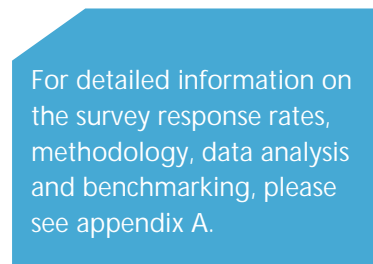 For detailed information on
the survey response rates,
methodology, data analysis
and benchmarking, please
see appendix A.